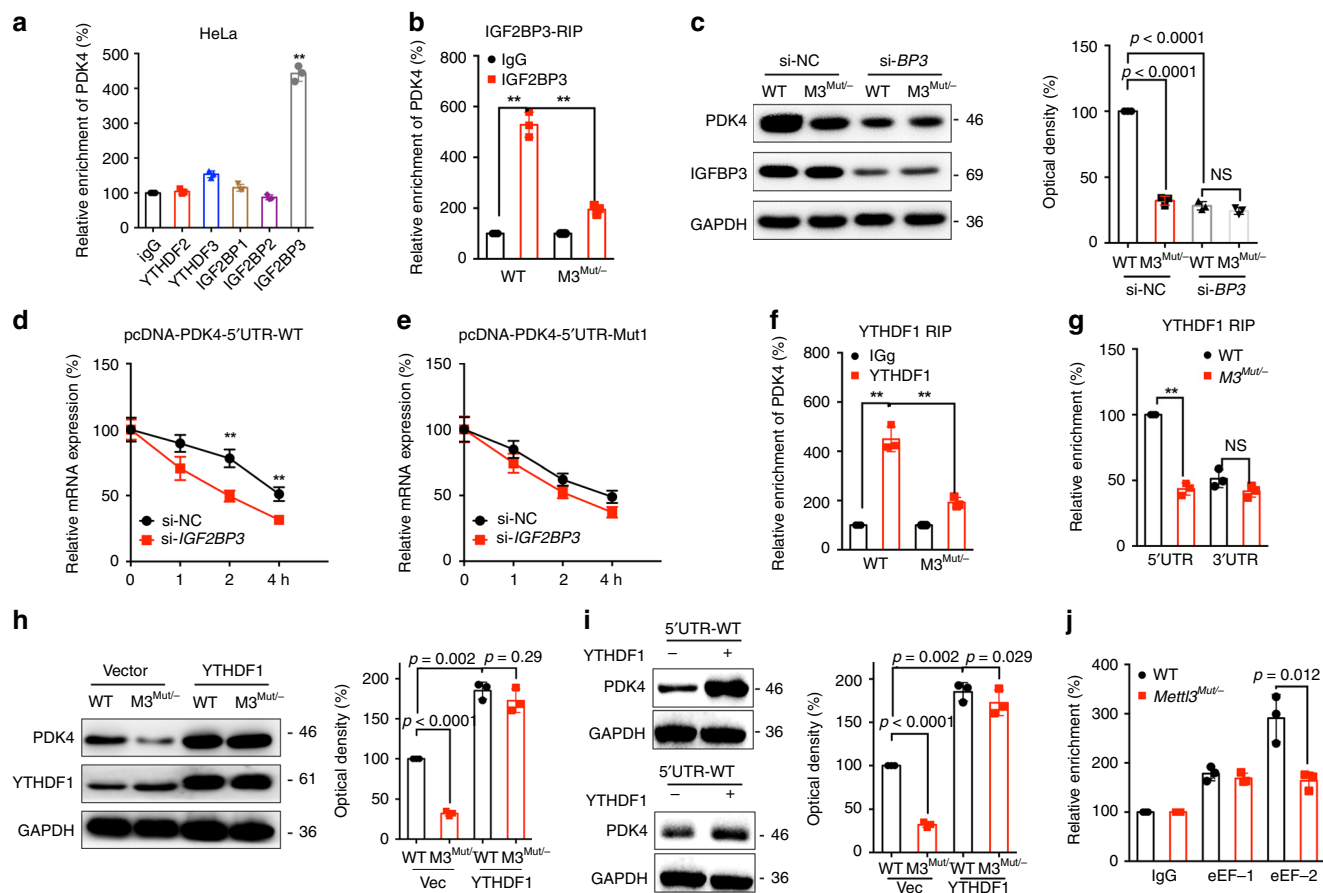 a
HeLa
Relative enrichment of PDK4 (%)
500
400
300
200
100
0
**
igG
YTHDF2
YTHDF3
IGF2BP1
IGF2BP2
IGF2BP3
b
IGF2BP3-RIP
IgG
IGF2BP3
Relative enrichment of PDK4 (%)
800
600
400
200
0
** **
WT M3Mut/–
c
si-NC si-BP3
WT M3Mut/– WT M3Mut/–
PDK4 - 46
IGFBP3 - 69
GAPDH - 36
Optical density (%)
150
100
50
0
p < 0.0001
p < 0.0001
NS
WT M3Mut/– WT M3Mut/–
si-NC si-BP3
d
pcDNA-PDK4-5′UTR-WT
Relative mRNA expression (%)
150
100
50
0
**
**
si-NC
si-IGF2BP3
0 1 2 4 h
e
pcDNA-PDK4-5′UTR-Mut1
Relative mRNA expression (%)
150
100
50
0
si-NC
si-IGF2BP3
0 1 2 4 h
f
YTHDF1 RIP
IGg
YTHDF1
Relative enrichment of PDK4 (%)
800
600
400
200
0
** **
WT M3Mut/–
g
YTHDF1 RIP
WT
M3Mut/–
Relative enrichment (%)
150
100
50
0
**
NS
5′UTR 3′UTR
h
Vector YTHDF1
WT M3Mut/– WT M3Mut/–
PDK4 - 46
YTHDF1 - 61
GAPDH - 36
Optical density (%)
200
150
100
50
0
p = 0.002 p = 0.29
p < 0.0001
WT M3Mut/– WT M3Mut/–
Vec YTHDF1
i
5′UTR-WT
YTHDF1 – +
PDK4 46
GAPDH 36
5′UTR-WT
YTHDF1 – +
PDK4 46
GAPDH 36
Optical density (%)
200
150
100
50
0
p = 0.002 p = 0.029
p < 0.0001
WT M3Mut/– WT M3Mut/–
Vec YTHDF1
j
WT
Mettl3Mut/–
Relative enrichment (%)
400
300
200
100
0
p = 0.012
IgG eEF–1 eEF–2